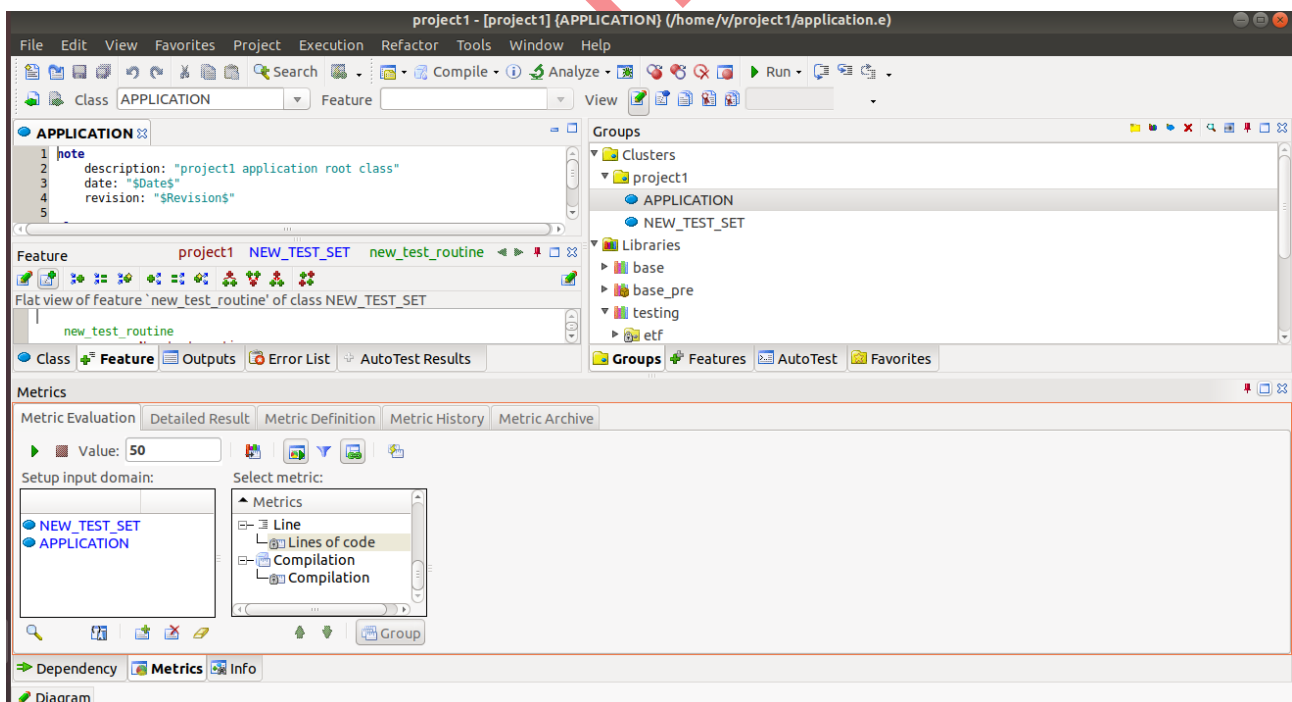 project1 - [project1] {APPLICATION} (/home/v/project1/application.e)
File Edit View Favorites Project Execution Refactor Tools Window Help
Search Compile Analyze Run
Class APPLICATION Feature View
APPLICATION
1 note
2 description: "project1 application root class"
3 date: "$Date$"
4 revision: "$Revision$"
5
Feature project1 NEW_TEST_SET new_test_routine
Flat view of feature `new_test_routine' of class NEW_TEST_SET
new_test_routine
Class Feature Outputs Error List AutoTest Results
Groups
Clusters
project1
APPLICATION
NEW_TEST_SET
Libraries
base
base_pre
testing
etf
Groups Features AutoTest Favorites
Metrics
Metric Evaluation Detailed Result Metric Definition Metric History Metric Archive
Value: 50
Setup input domain: Select metric:
NEW_TEST_SET
APPLICATION
Metrics
Line
Lines of code
Compilation
Compilation
Group
Dependency Metrics Info
Diagram